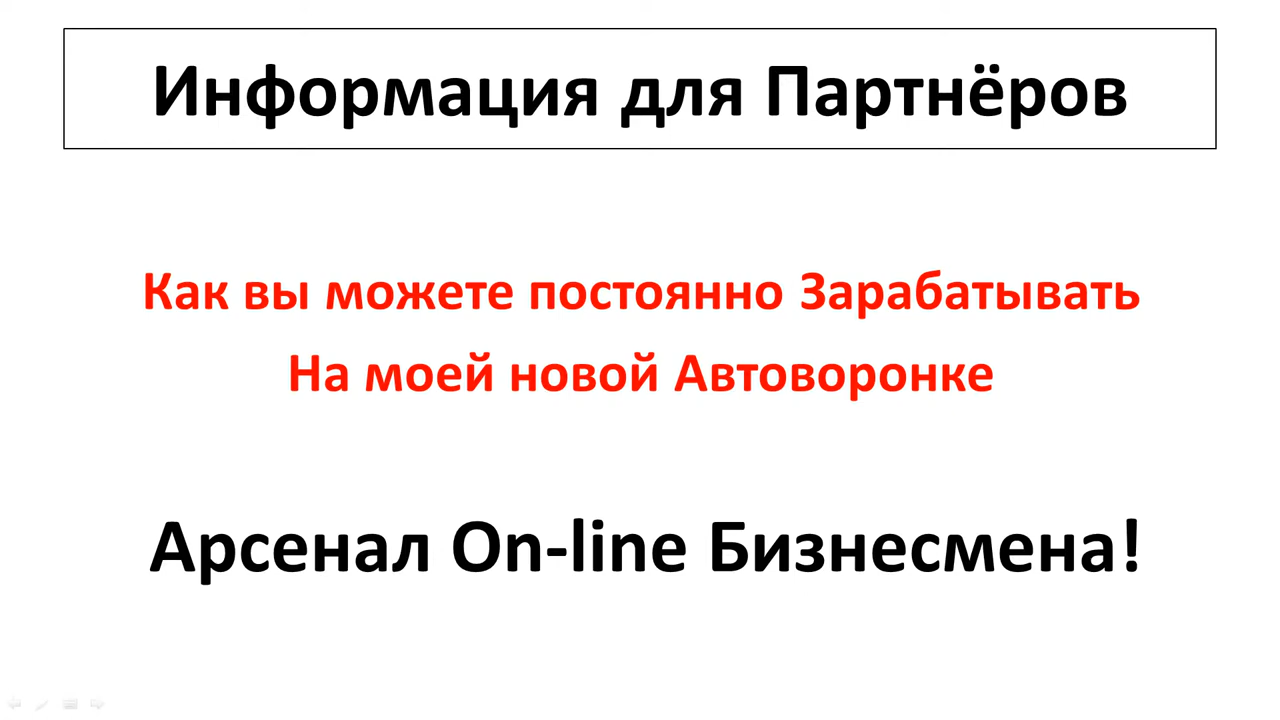 Информация для Партнёров
Как вы можете постоянно Зарабатывать
На моей новой Автоворонке
Арсенал On-line Бизнесмена!